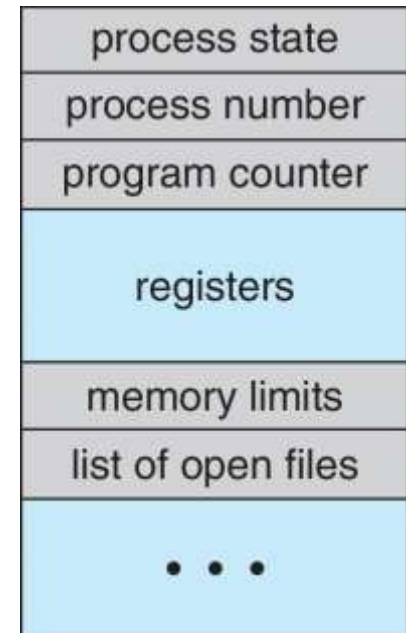 process state
process number
program counter
registers
memory limits
list of open files
• • •